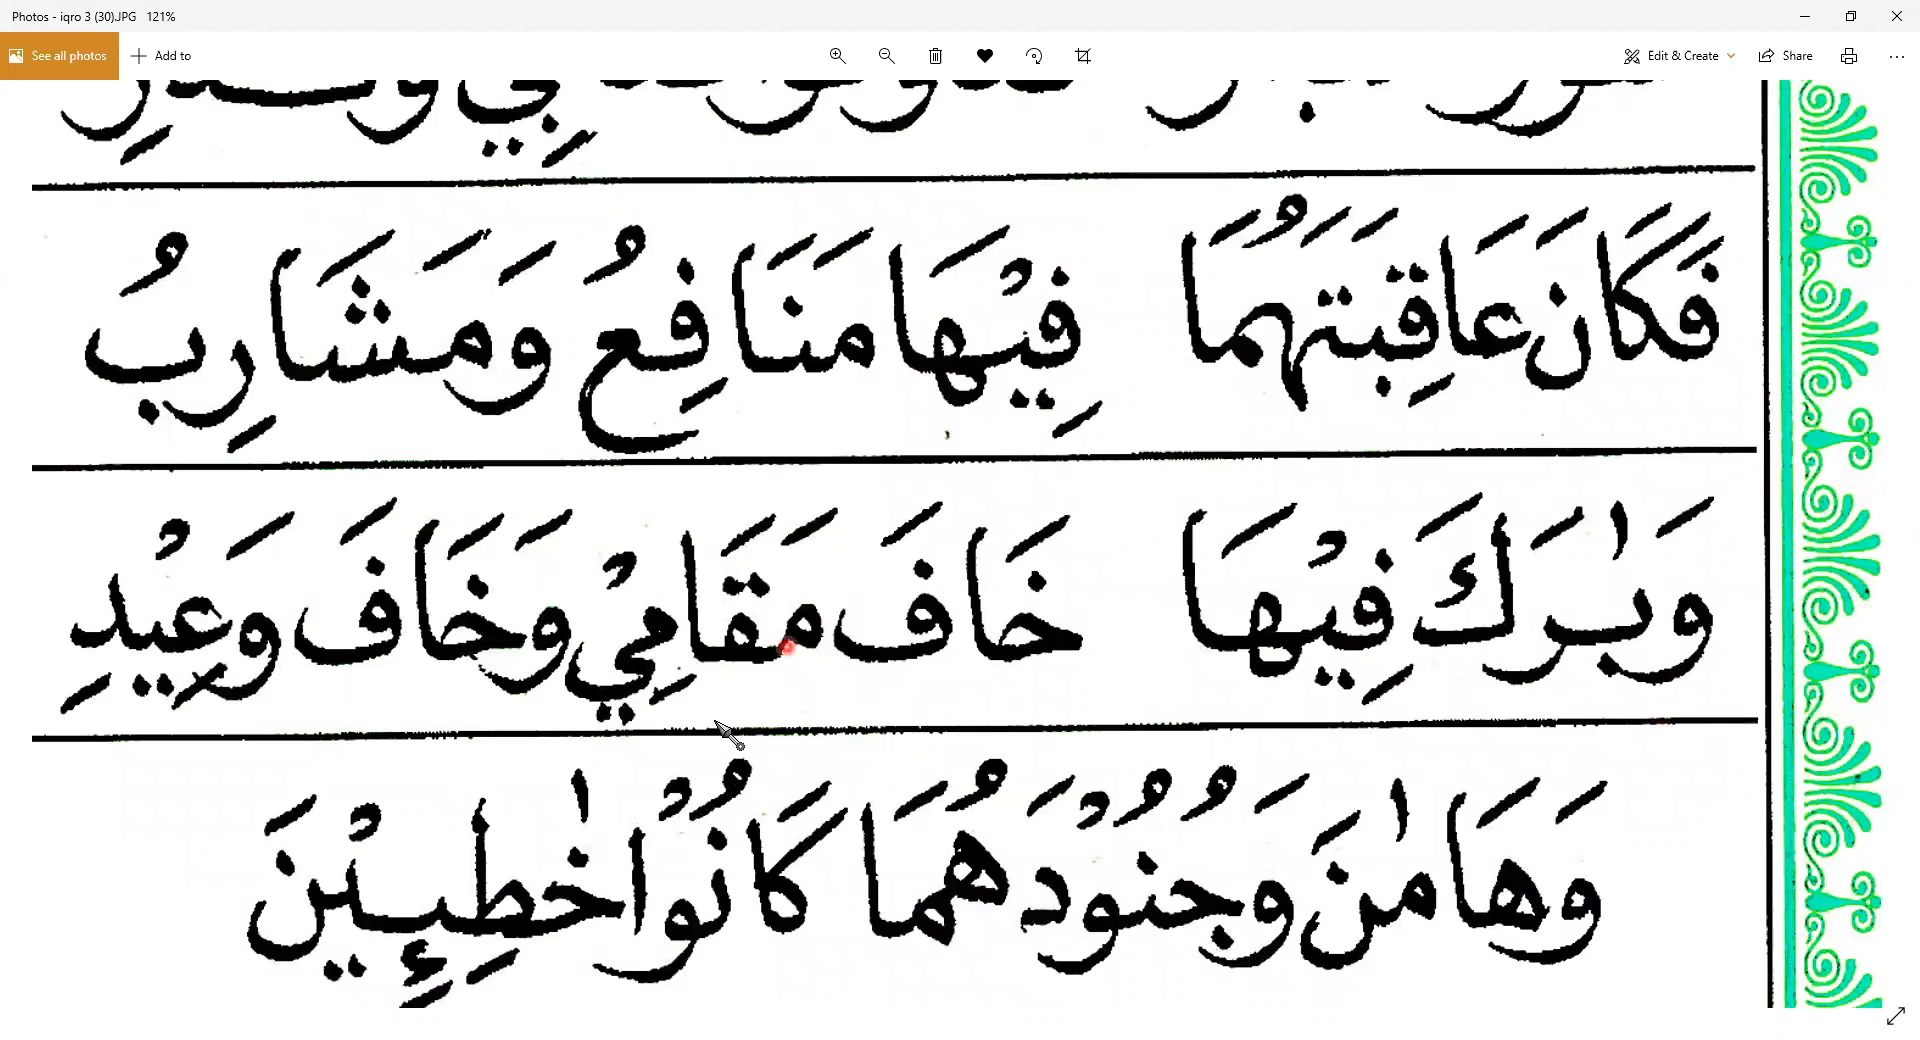 Photos - iqro 3 (30).JPG 121%
See all photos Add to Edit & Create Share
فَكَانَ عَاقِبَتَهُمَا فِيْهَا مَنَافِعُ وَمَشَارِبُ
وَبٰرَكَ فِيْهَا خَافَ مَقَامِيْ وَخَافَ وَعِيْدِ
وَهَامٰنَ وَجُنُوْدَهُمَا كَانُوْا خٰطِـِٕيْنَ